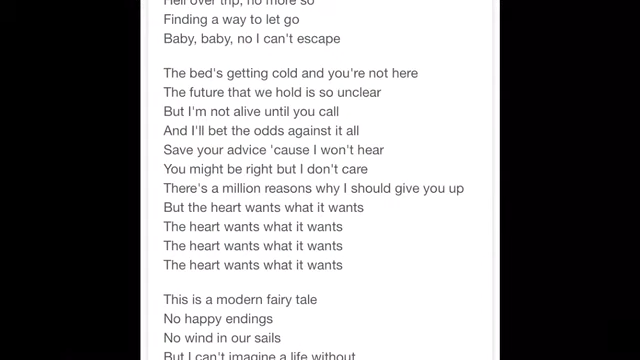 Hell over trip, no more so
Finding a way to let go
Baby, baby, no I can't escape
The bed's getting cold and you're not here
The future that we hold is so unclear
But I'm not alive until you call
And I'll bet the odds against it all
Save your advice 'cause I won't hear
You might be right but I don't care
There's a million reasons why I should give you up
But the heart wants what it wants
The heart wants what it wants
The heart wants what it wants
The heart wants what it wants
This is a modern fairy tale
No happy endings
No wind in our sails
But I can't imagine a life without